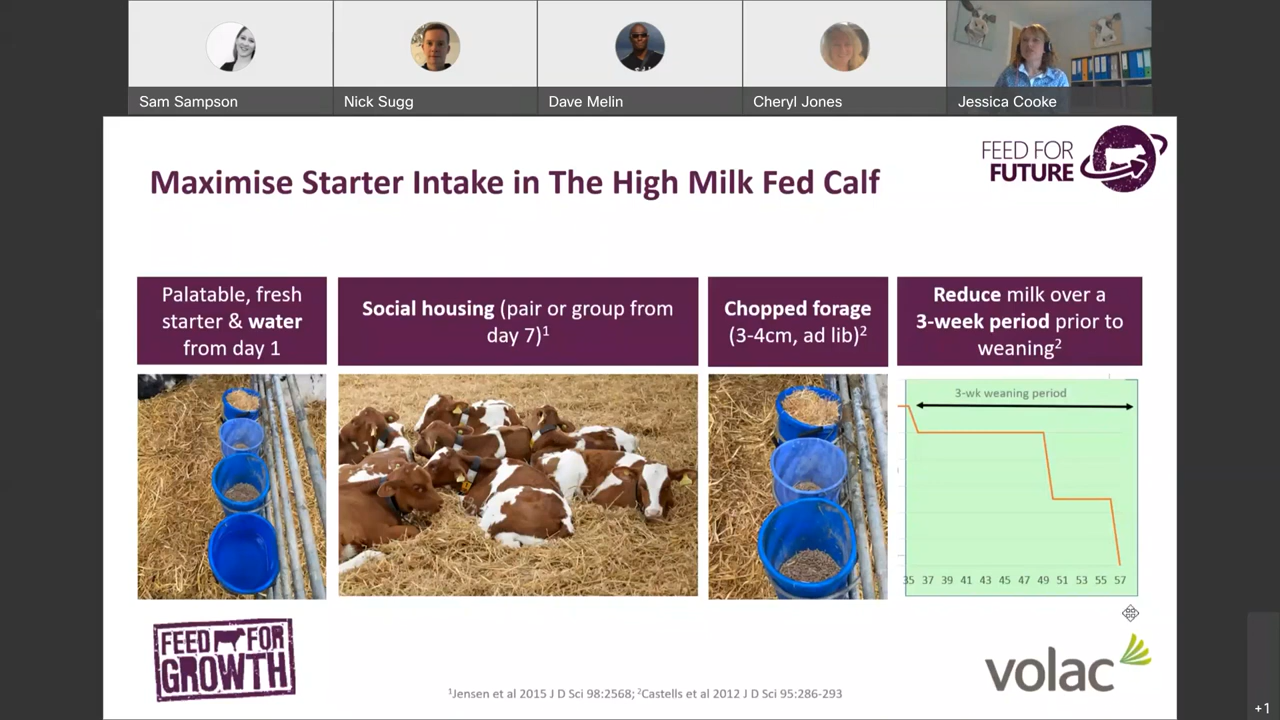 Sam Sampson
Nick Sugg
Dave Melin
Cheryl Jones
Jessica Cooke
FEED FOR
FUTURE
Maximise Starter Intake in The High Milk Fed Calf
Palatable, fresh
starter & water
from day 1
Social housing (pair or group from
day 7)¹
Chopped forage
(3-4cm, ad lib)²
Reduce milk over a
3-week period prior to
weaning²
3-wk weaning period
35 37 39 41 43 45 47 49 51 53 55 57
FEED FOR
GROWTH
volac
¹Jensen et al 2015 J D Sci 98:2568; ²Castells et al 2012 J D Sci 95:286-293
+1